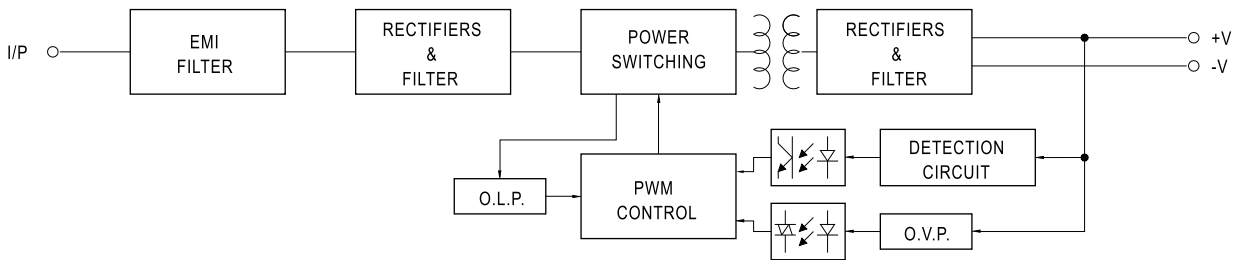 I/P
EMI
FILTER
RECTIFIERS
&
FILTER
POWER
SWITCHING
RECTIFIERS
&
FILTER
+V
-V
O.L.P.
PWM
CONTROL
DETECTION
CIRCUIT
O.V.P.